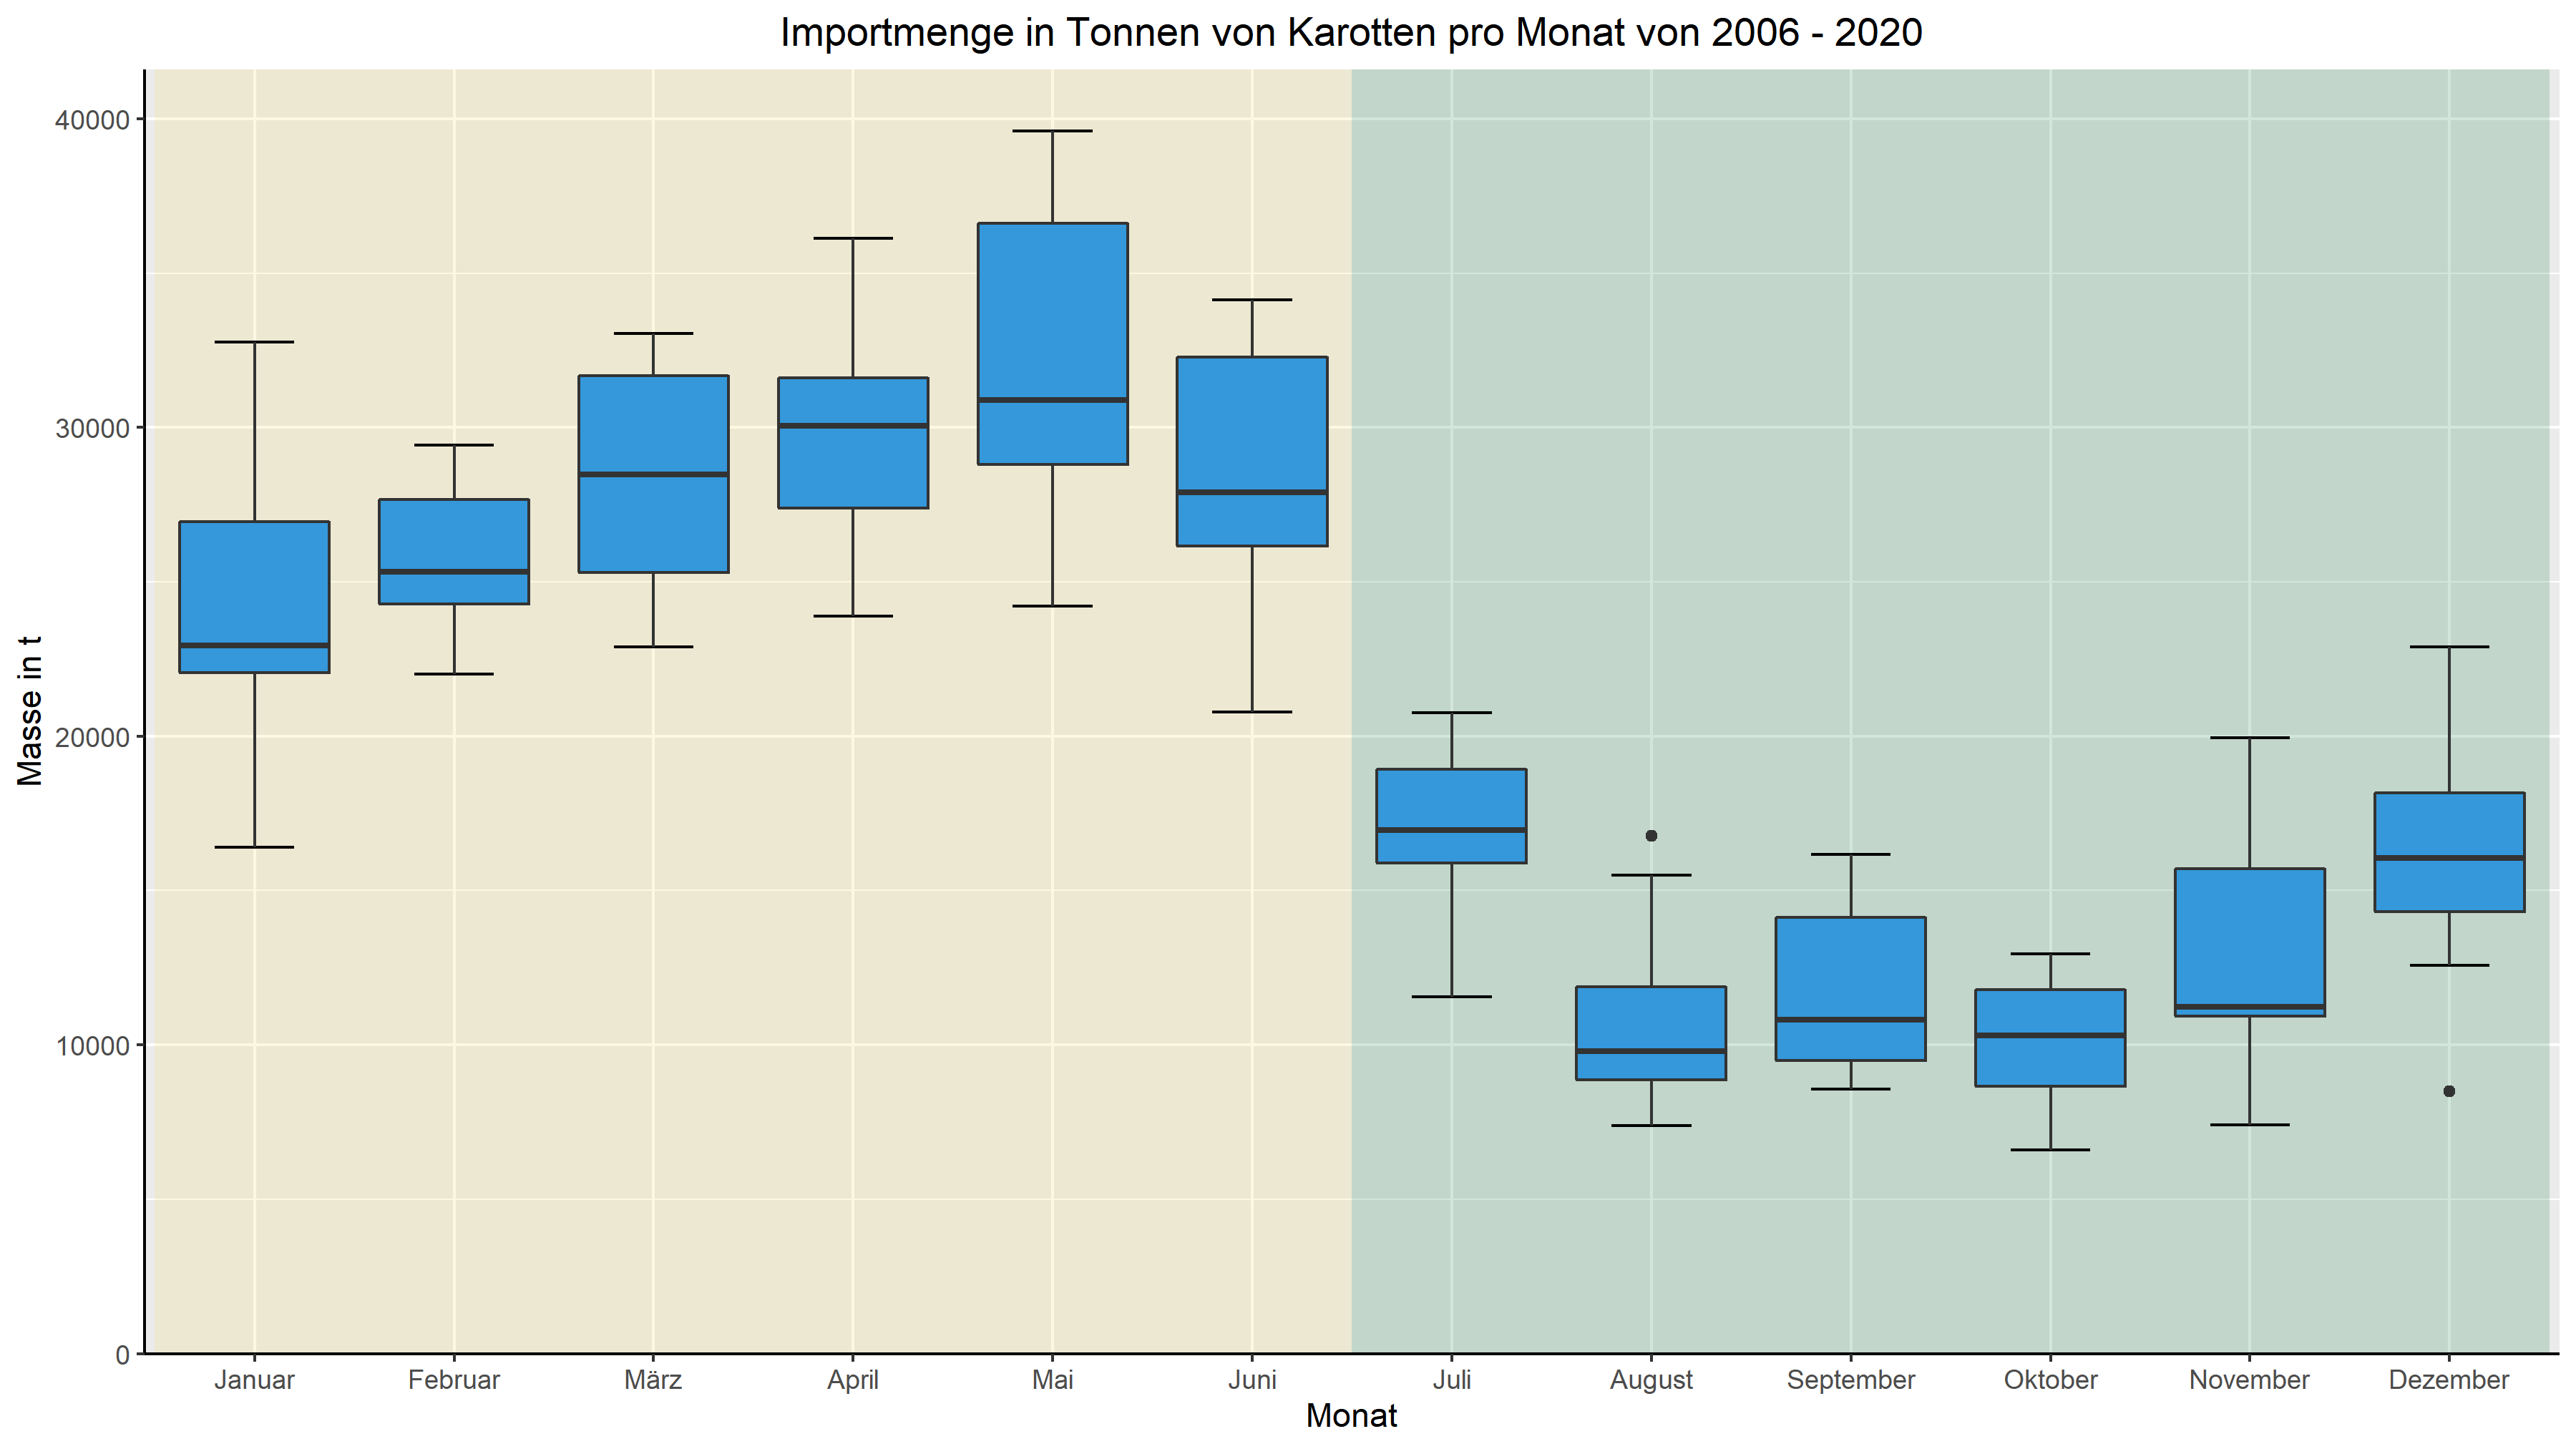 Importmenge in Tonnen von Karotten pro Monat von 2006 - 2020
Masse in t
40000
30000
20000
10000
0
Januar Februar März April Mai Juni Juli August September Oktober November Dezember
Monat